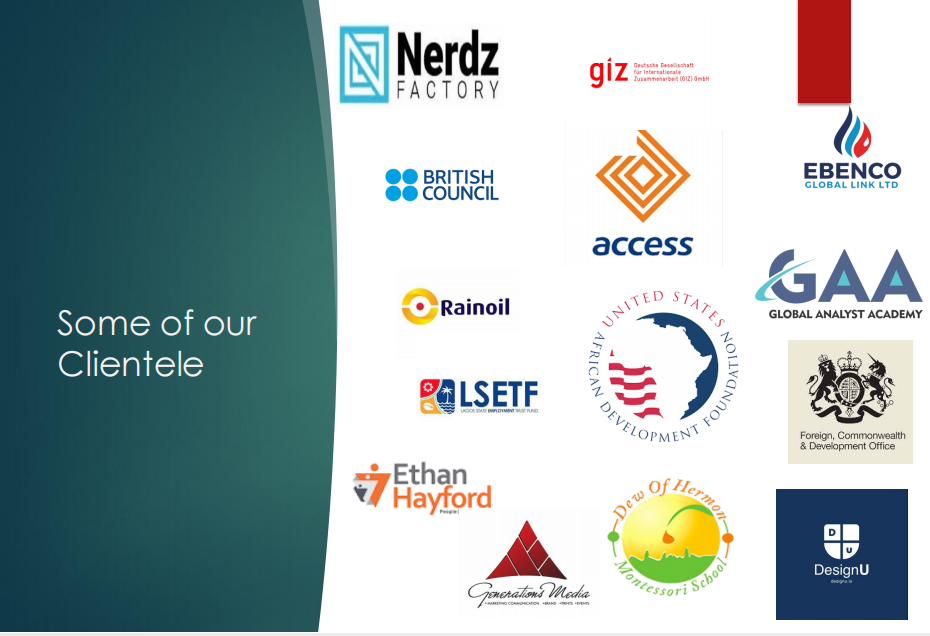 Some of our
Clientele
Nerdz
FACTORY
giz
Deutsche Gesellschaft
für Internationale
Zusammenarbeit (GIZ) GmbH
EBENCO
GLOBAL LINK LTD
BRITISH
COUNCIL
access
GAA
GLOBAL ANALYST ACADEMY
Rainoil
UNITED STATES
AFRICAN DEVELOPMENT FOUNDATION
LSETF
LAGOS STATE EMPLOYMENT TRUST FUND
Foreign, Commonwealth
& Development Office
Ethan
Hayford
People|
Dew Of Hermon
Montessori School
Generations Media
•MARKETING COMMUNICATION •BRAND •PRINTS •EVENTS
D
U
DesignU
designu.ie